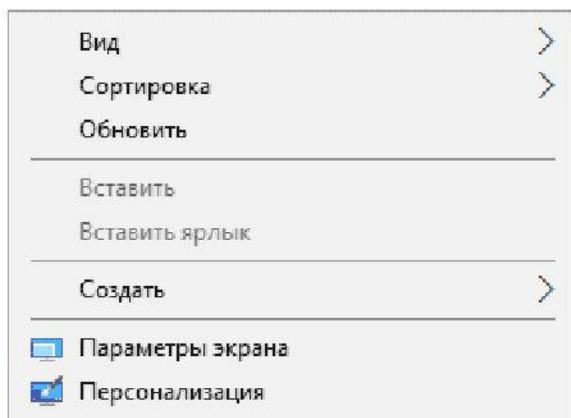 Вид
Сортировка
Обновить
Вставить
Вставить ярлык
Создать
Параметры экрана
Персонализация